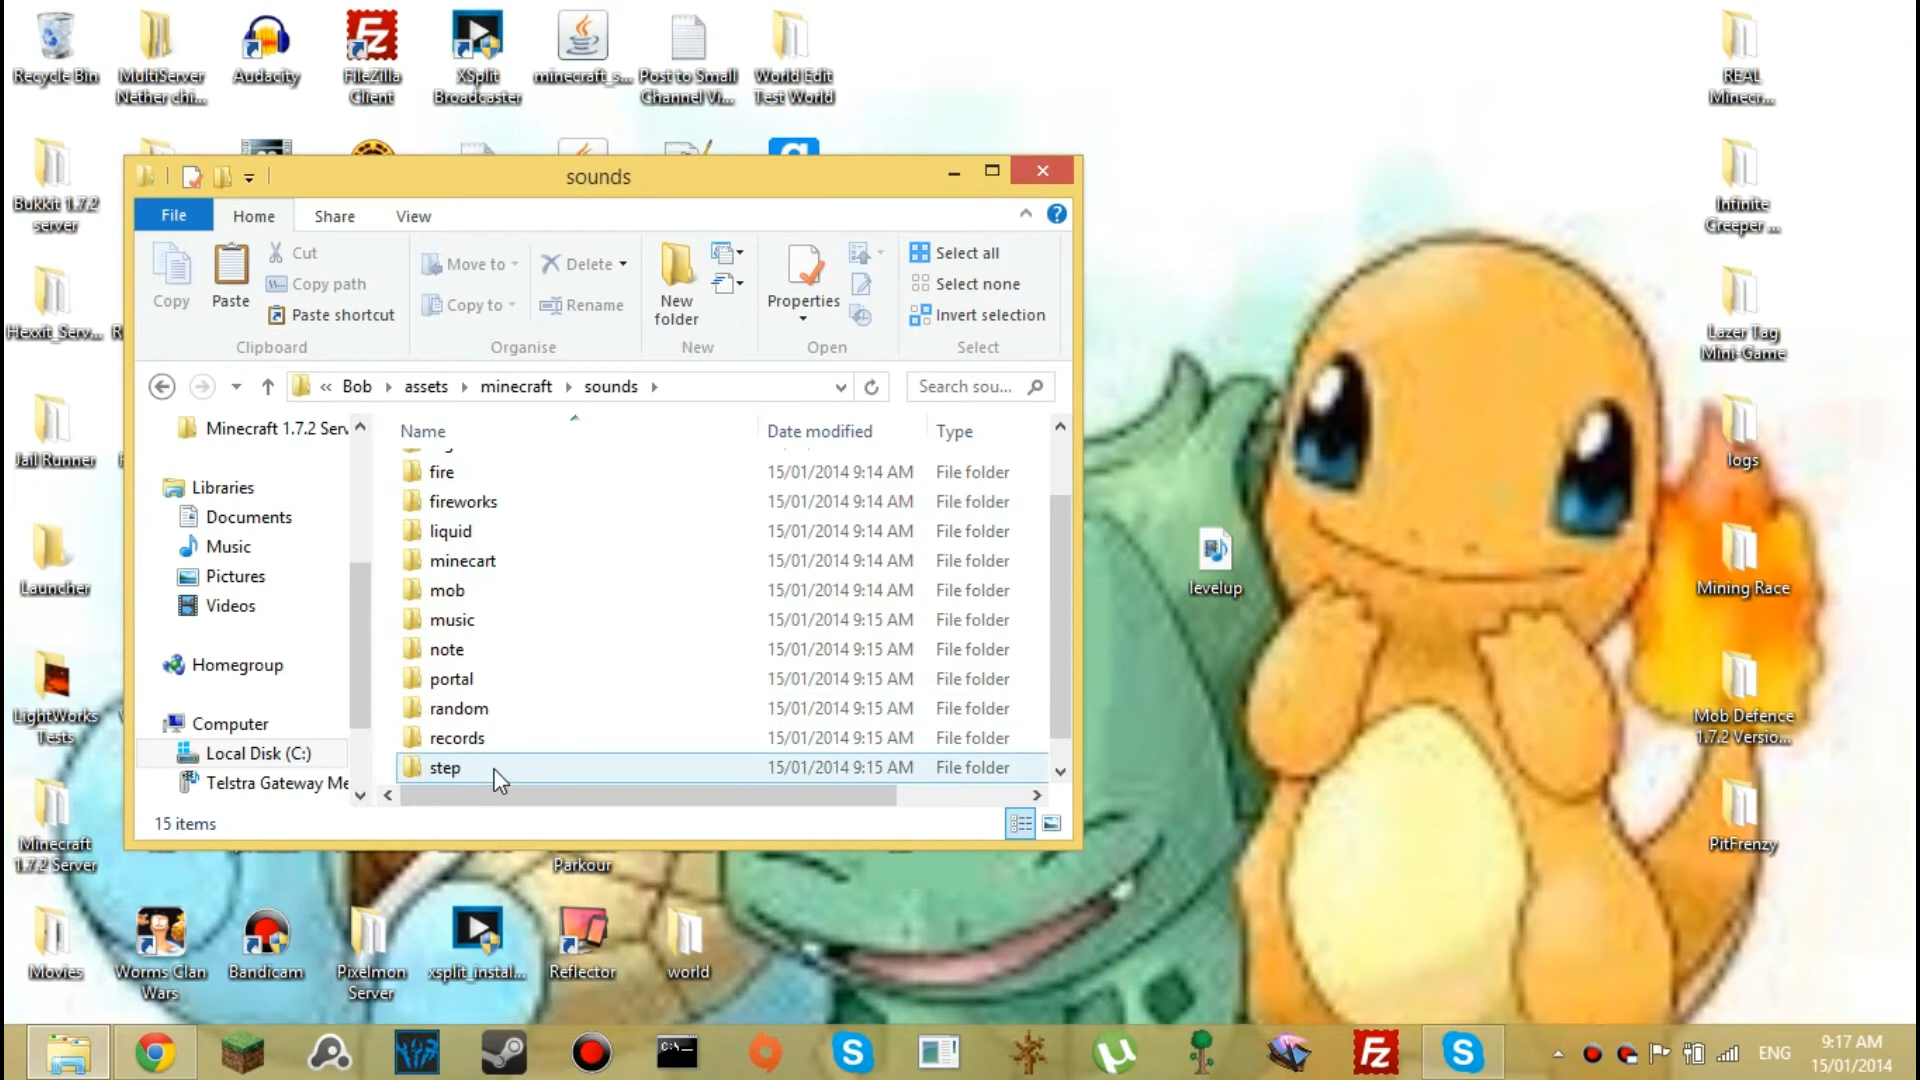 Recycle Bin
MultiServer
Nether chi...
Audacity
FileZilla
Client
XSplit
Broadcaster
minecraft_s...
Post to Small
Channel Vi...
World Edit
Test World
REAL
Minecr...
sounds
File
Home
Share
View
Copy
Paste
Cut
Copy path
Paste shortcut
Clipboard
Move to
Copy to
Delete
Rename
Organise
New
folder
New
Properties
Open
Select all
Select none
Invert selection
Select
« Bob
assets
minecraft
sounds
Search sou...
Minecraft 1.7.2 Serv
Libraries
Documents
Music
Pictures
Videos
Homegroup
Computer
Local Disk (C:)
Telstra Gateway Me
Name
Date modified
Type
fire 15/01/2014 9:14 AM File folder
fireworks 15/01/2014 9:14 AM File folder
liquid 15/01/2014 9:14 AM File folder
minecart 15/01/2014 9:14 AM File folder
mob 15/01/2014 9:14 AM File folder
music 15/01/2014 9:15 AM File folder
note 15/01/2014 9:15 AM File folder
portal 15/01/2014 9:15 AM File folder
random 15/01/2014 9:15 AM File folder
records 15/01/2014 9:15 AM File folder
step 15/01/2014 9:15 AM File folder
15 items
Bukkit 1.7.2
server
Hexxit_Serv...
Jail Runner
Launcher
LightWorks
Tests
Minecraft
1.7.2 Server
Movies
Parkour
Worms Clan
Wars
Bandicam
Pixelmon
Server
xsplit_instal...
Reflector
world
levelup
Infinite
Creeper ...
Lazer Tag
Mini-Game
logs
Mining Race
Mob Defence
1.7.2 Versio...
PitFrenzy
C:\
ENG
9:17 AM
15/01/2014